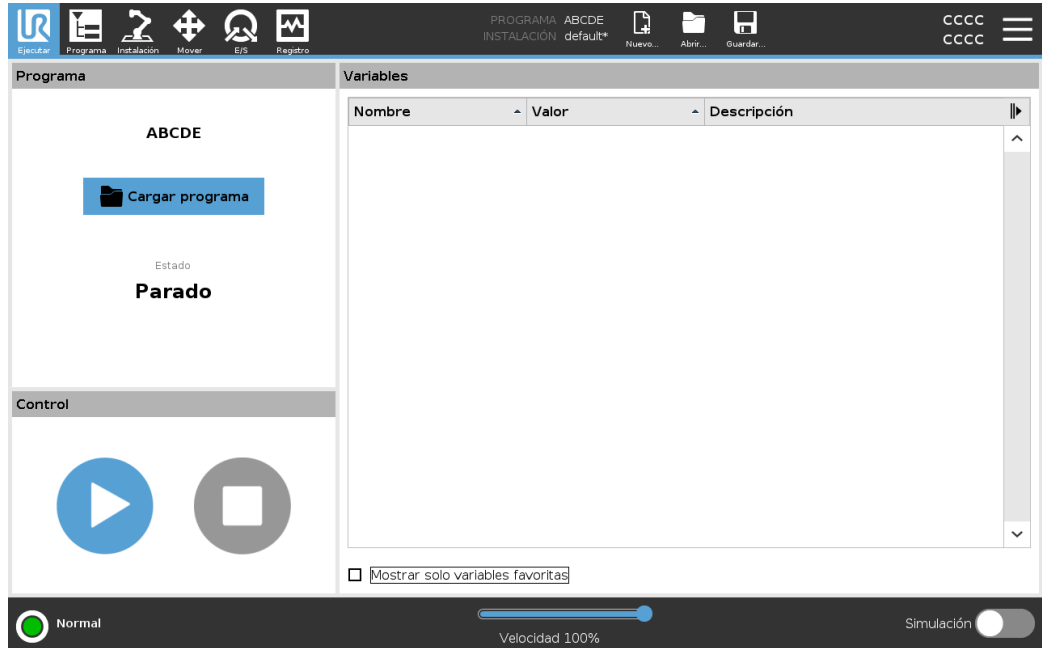 UR
PROGRAMA ABCDE
INSTALACIÓN default*
CCCC
CCCC
Ejecutar Programa Instalación Mover E/S Registro Nuevo... Abrir... Guardar...
Programa
ABCDE
Cargar programa
Estado
Parado
Control
Variables
Nombre Valor Descripción
Mostrar solo variables favoritas
Normal
Velocidad 100%
Simulación